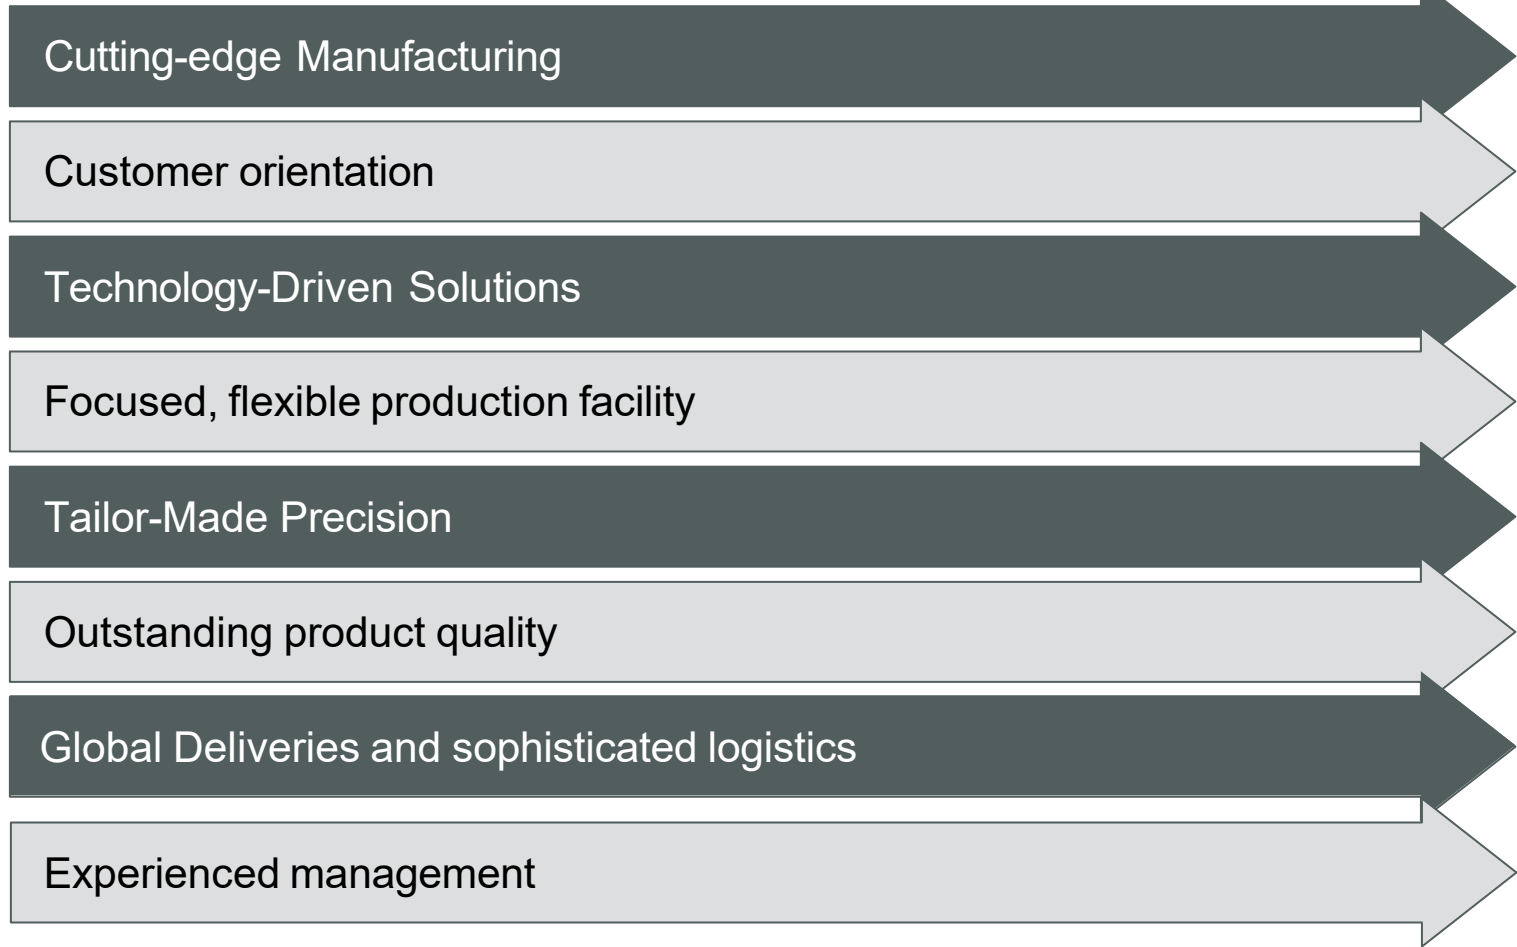 Cutting-edge Manufacturing
Customer orientation
Technology-Driven Solutions
Focused, flexible production facility
Tailor-Made Precision
Outstanding product quality
Global Deliveries and sophisticated logistics
Experienced management